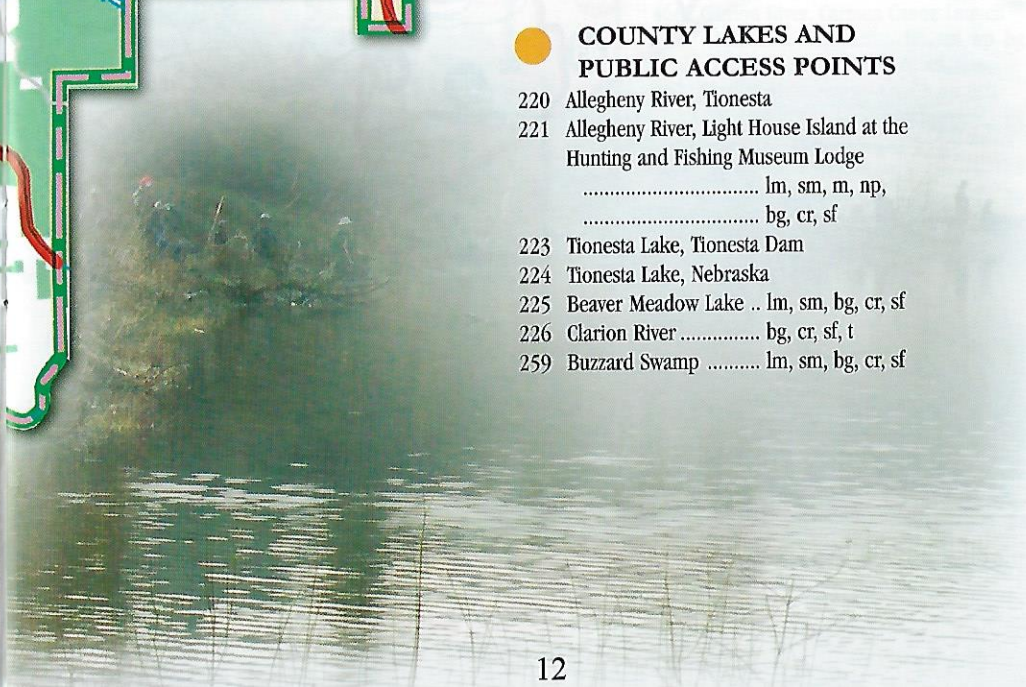 COUNTY LAKES AND
PUBLIC ACCESS POINTS
220 Allegheny River, Tionesta
221 Allegheny River, Light House Island at the
Hunting and Fishing Museum Lodge
................................. lm, sm, m, np,
................................. bg, cr, sf
223 Tionesta Lake, Tionesta Dam
224 Tionesta Lake, Nebraska
225 Beaver Meadow Lake .. lm, sm, bg, cr, sf
226 Clarion River ............... bg, cr, sf, t
259 Buzzard Swamp .......... lm, sm, bg, cr, sf
12